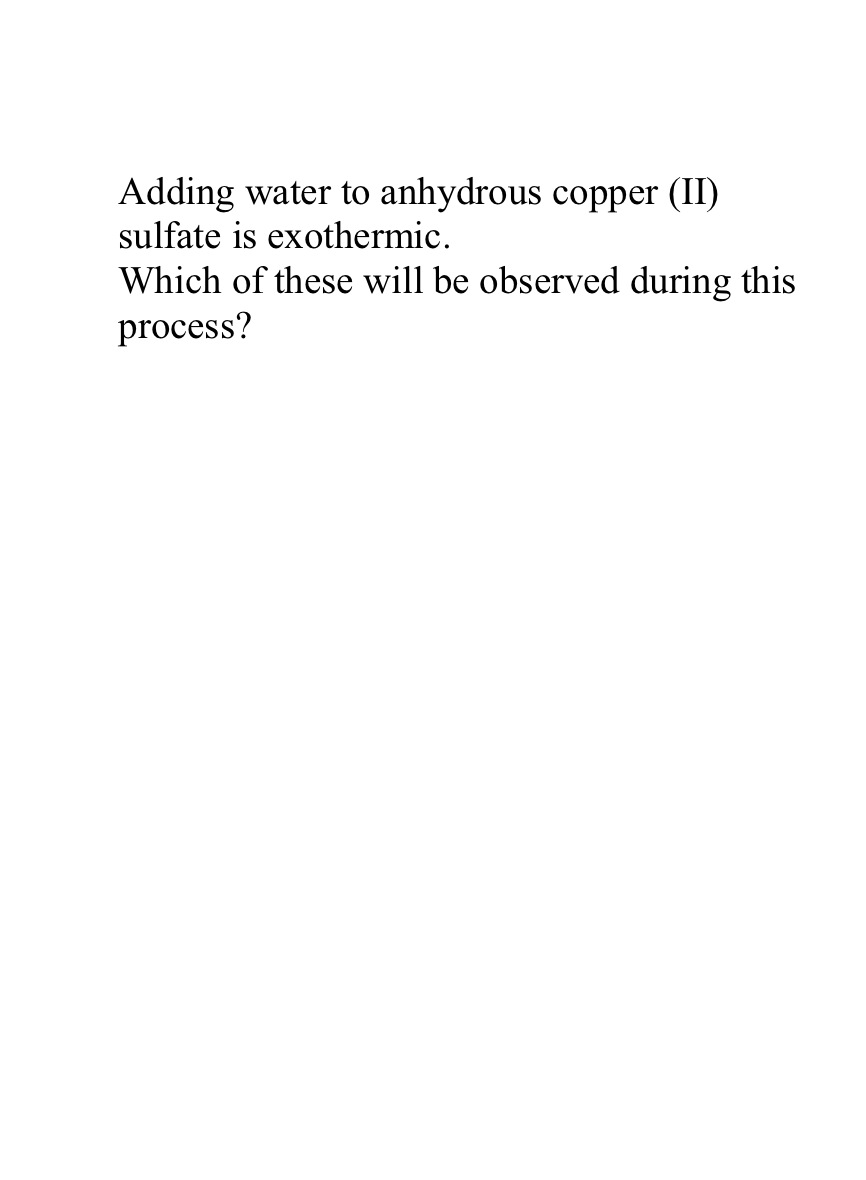 Adding water to anhydrous copper (II)
sulfate is exothermic.
Which of these will be observed during this
process?